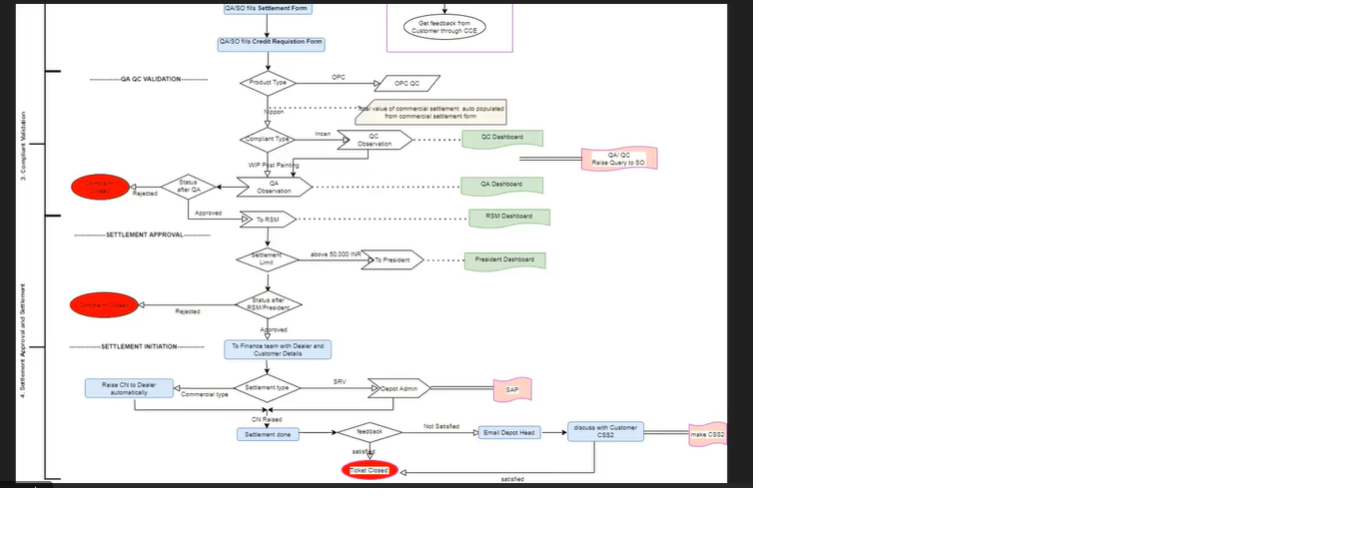 QA/SO fills Settlement Form
Get feedback from
Customer through CCE
QA/SO fills Credit Requistion Form
QA QC VALIDATION
Product Type
OPC
OPC QC
Nippon
value of commercial settlement auto populated
from commercial settlement form
Compliant Type
Incan
QC
Observation
QC Dashboard
QA/ QC
Raise Query to SO
WIP Post Painting
3. Compliant Validation
Status
after QA
Rejected
QA
Observation
QA Dashboard
Approved
To RSM
RSM Dashboard
SETTLEMENT APPROVAL
Settlement
Limit
above 50,000 INR
To President
President Dashboard
Closed
Rejected
Status after
RSM/President
Approved
4. Settlement Approval and Settlement
SETTLEMENT INITIATION
To Finance team with Dealer and
Customer Details
Raise CN to Dealer
automatically
Commercial type
Settlement type
SRV
Depot Admin
SAP
CN Raised
Settlement done
feedback
Not Satisfied
Email Depot Head
discuss with Customer
CSS2
make CSS2
satisfied
Ticket Closed
satisfied